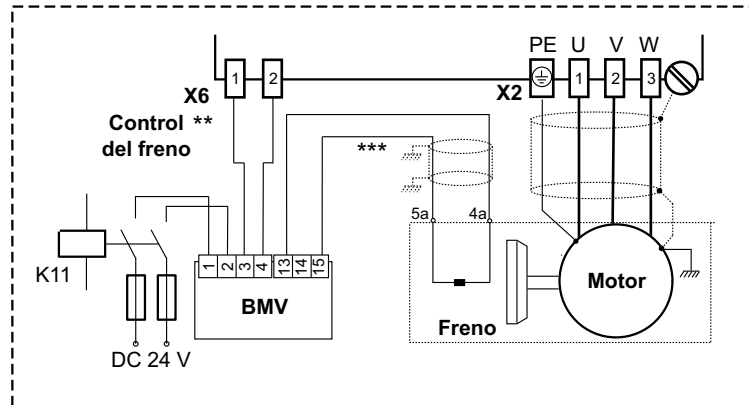 PE U V W
1 2
1 2 3
X6
X2
Control **
del freno
***
5a 4a
K11
1 2 3 4 13 14 15
BMV
Motor
Freno
DC 24 V